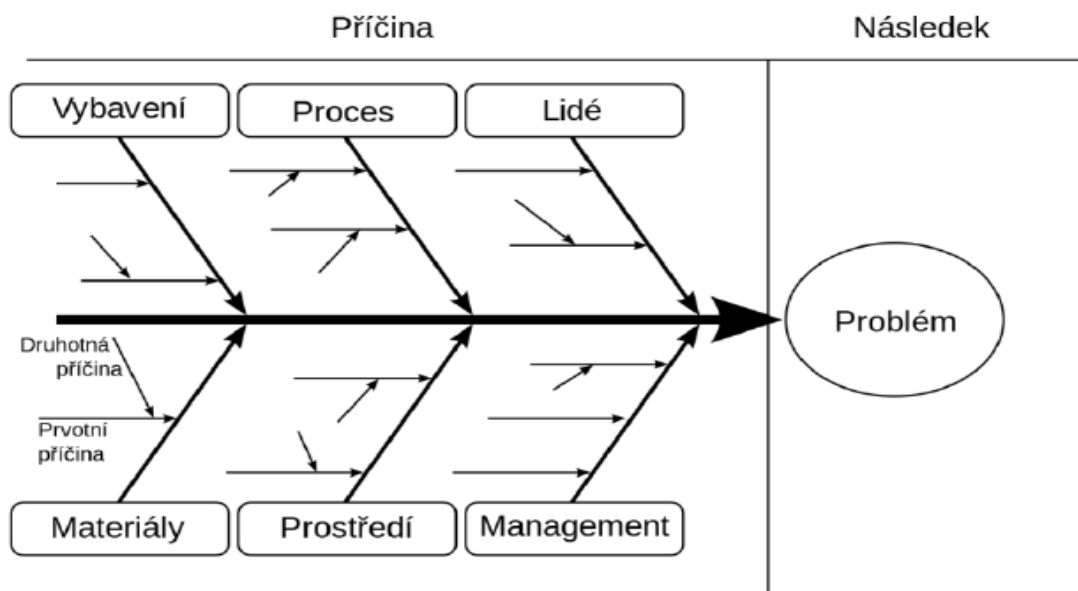 Příčina
Následek
Vybavení
Proces
Lidé
Problém
Druhotná
příčina
Prvotní
příčina
Materiály
Prostředí
Management